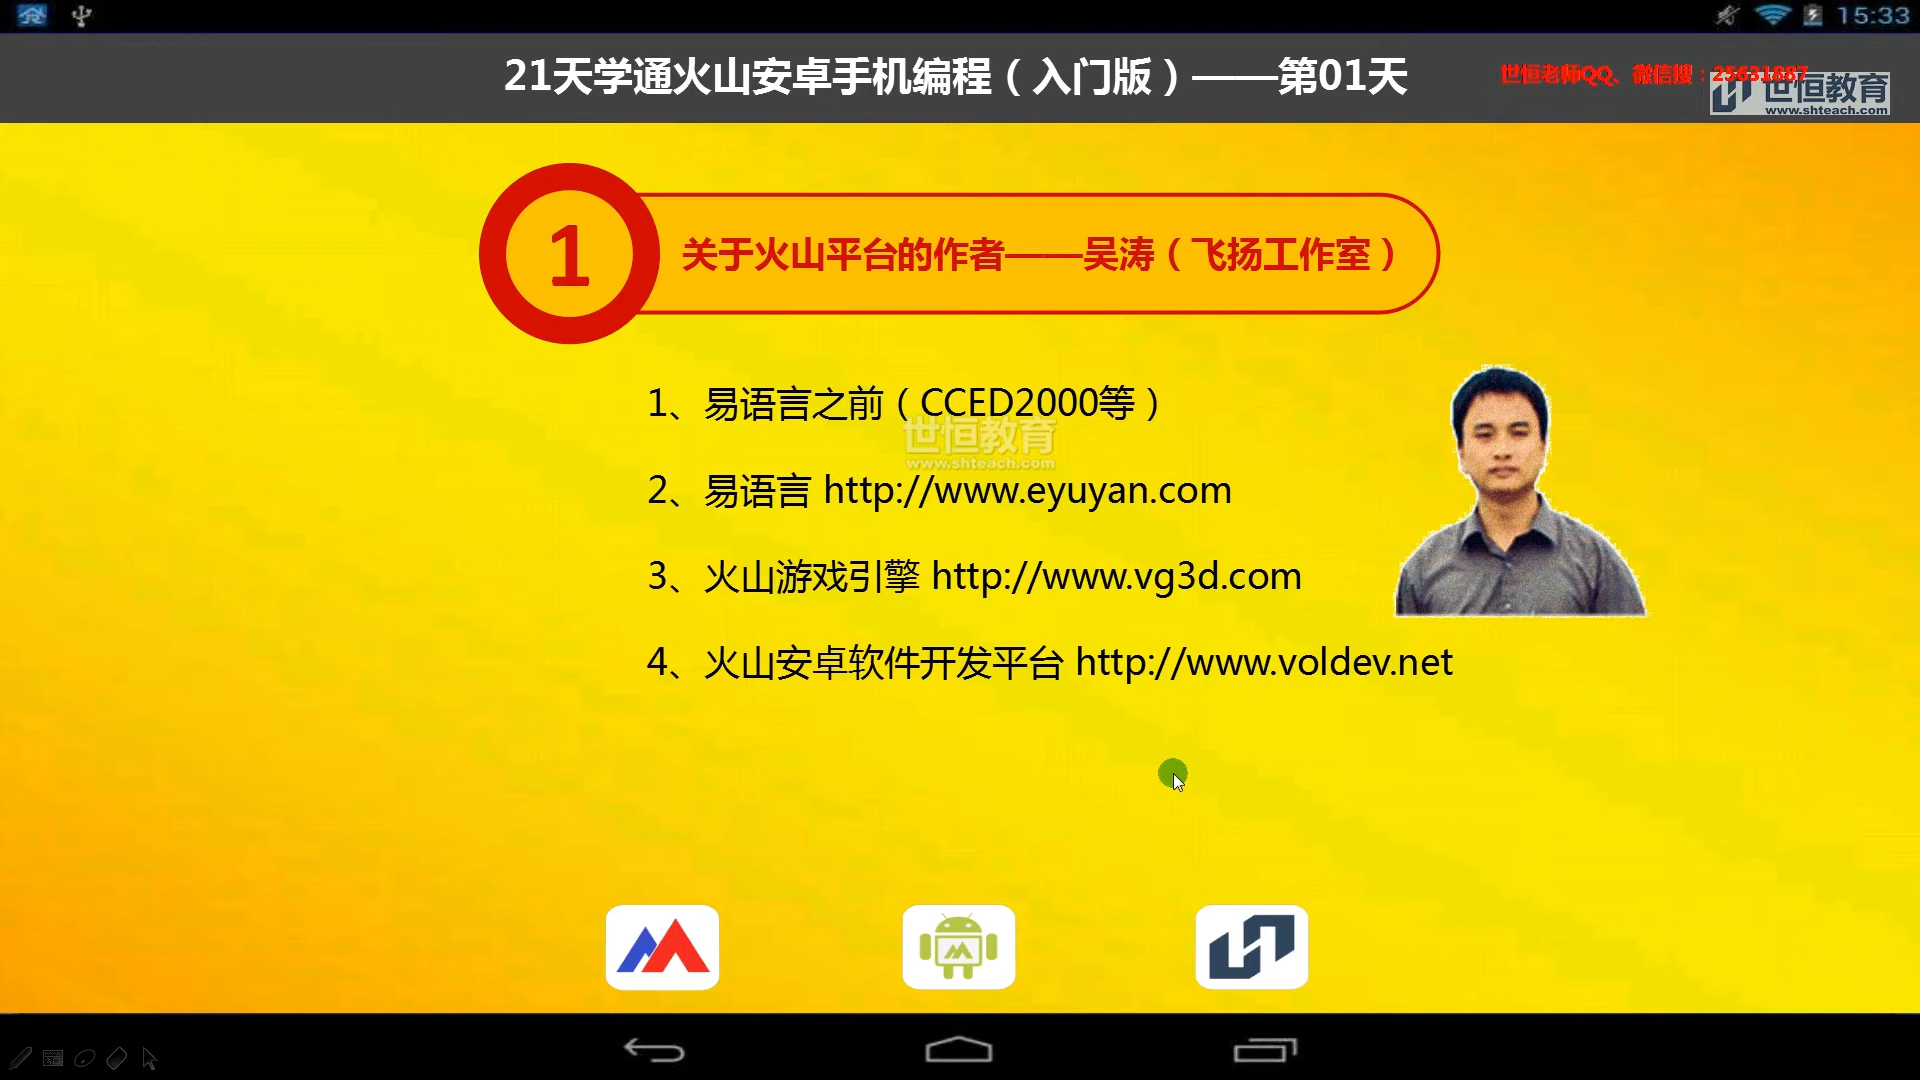 15:33
21天学通火山安卓手机编程（入门版）——第01天
世恒老师QQ、微信搜：25631887
世恒教育
www.shteach.com
1
关于火山平台的作者——吴涛（飞扬工作室）
1、易语言之前（CCED2000等）
世恒教育
www.shteach.com
2、易语言 http://www.eyuyan.com
3、火山游戏引擎 http://www.vg3d.com
4、火山安卓软件开发平台 http://www.voldev.net